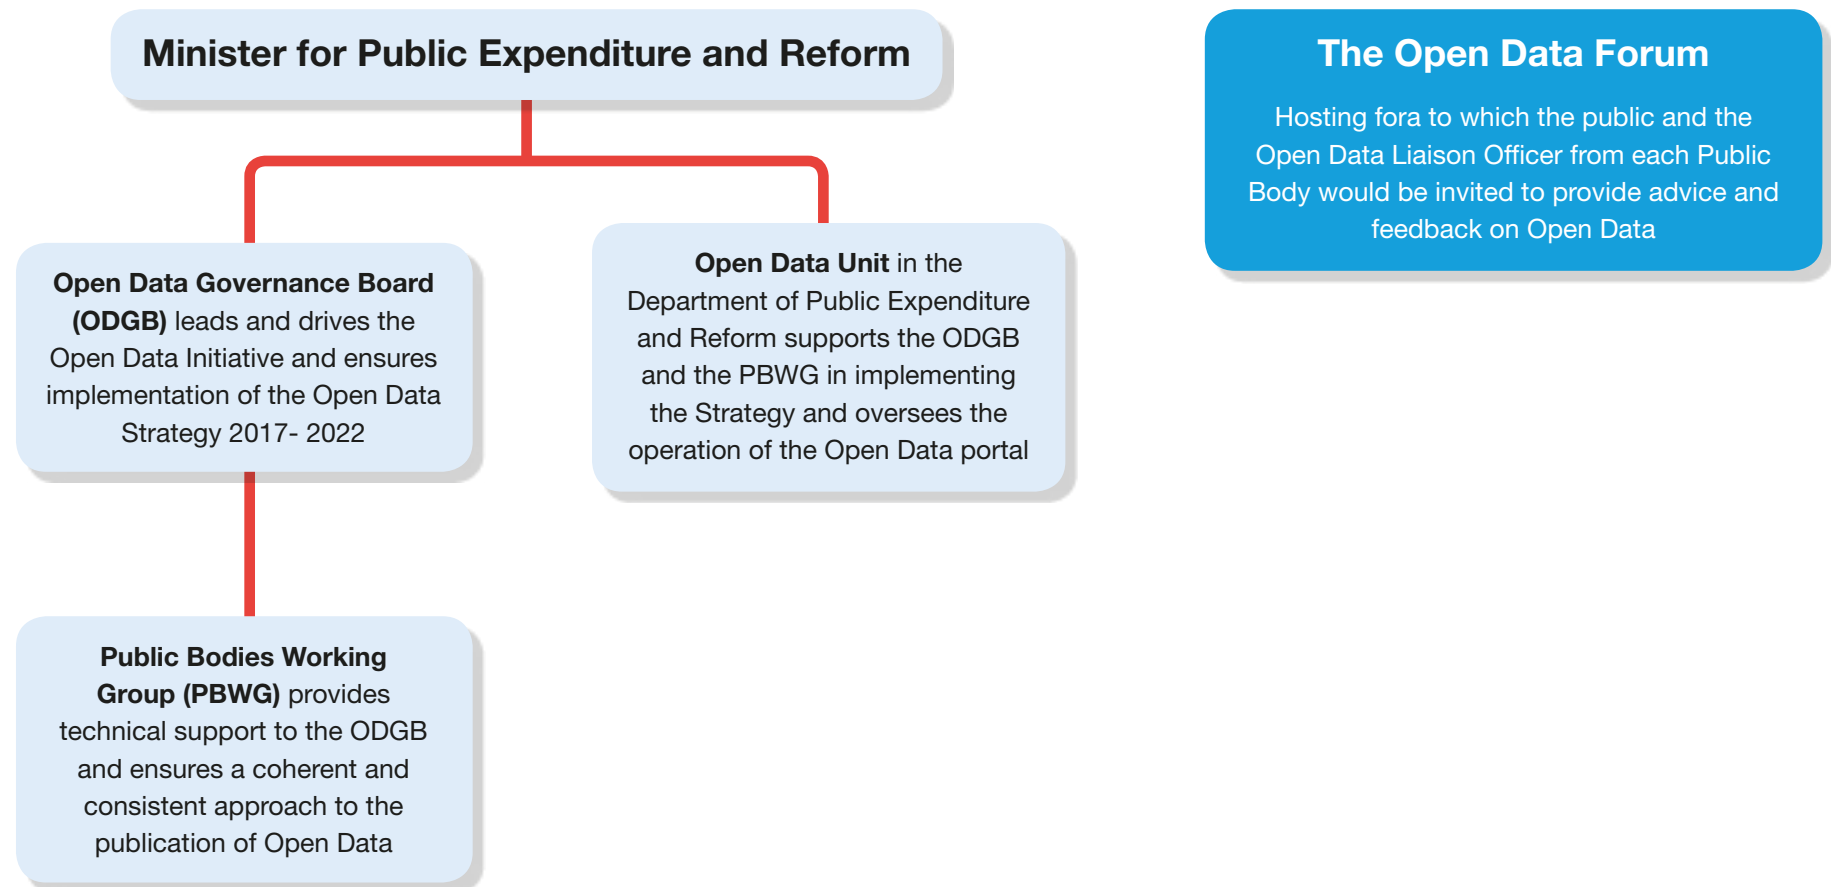 Minister for Public Expenditure and Reform
The Open Data Forum
Hosting fora to which the public and the
Open Data Liaison Officer from each Public
Body would be invited to provide advice and
feedback on Open Data
Open Data Governance Board
(ODGB) leads and drives the
Open Data Initiative and ensures
implementation of the Open Data
Strategy 2017- 2022
Open Data Unit in the
Department of Public Expenditure
and Reform supports the ODGB
and the PBWG in implementing
the Strategy and oversees the
operation of the Open Data portal
Public Bodies Working
Group (PBWG) provides
technical support to the ODGB
and ensures a coherent and
consistent approach to the
publication of Open Data